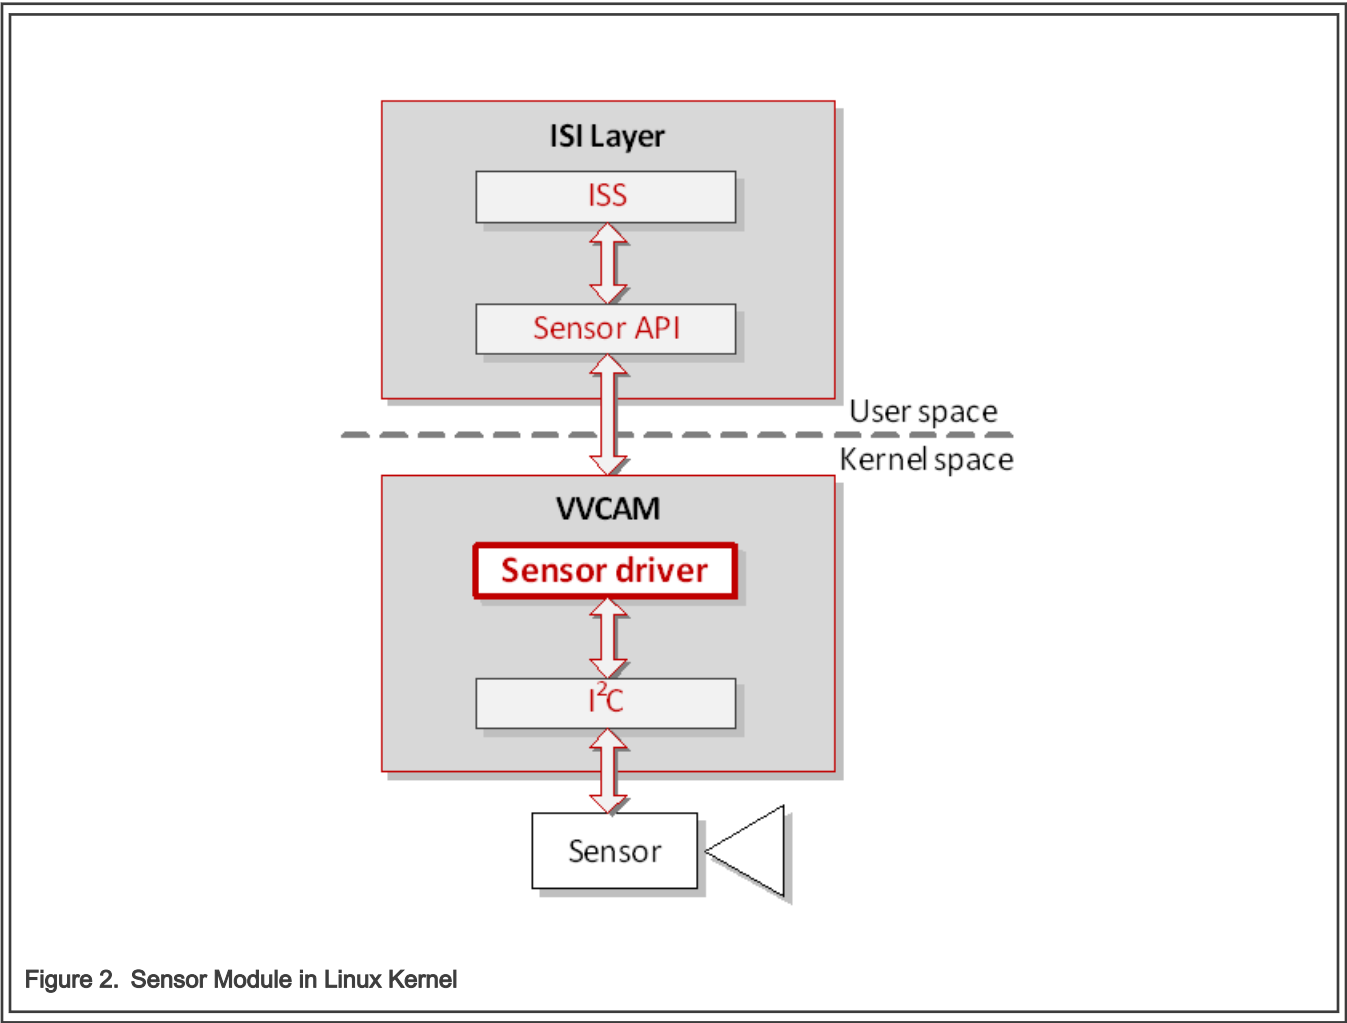 ISI Layer
ISS
Sensor API
User space
Kernel space
VVCAM
Sensor driver
I²C
Sensor
Figure 2. Sensor Module in Linux Kernel